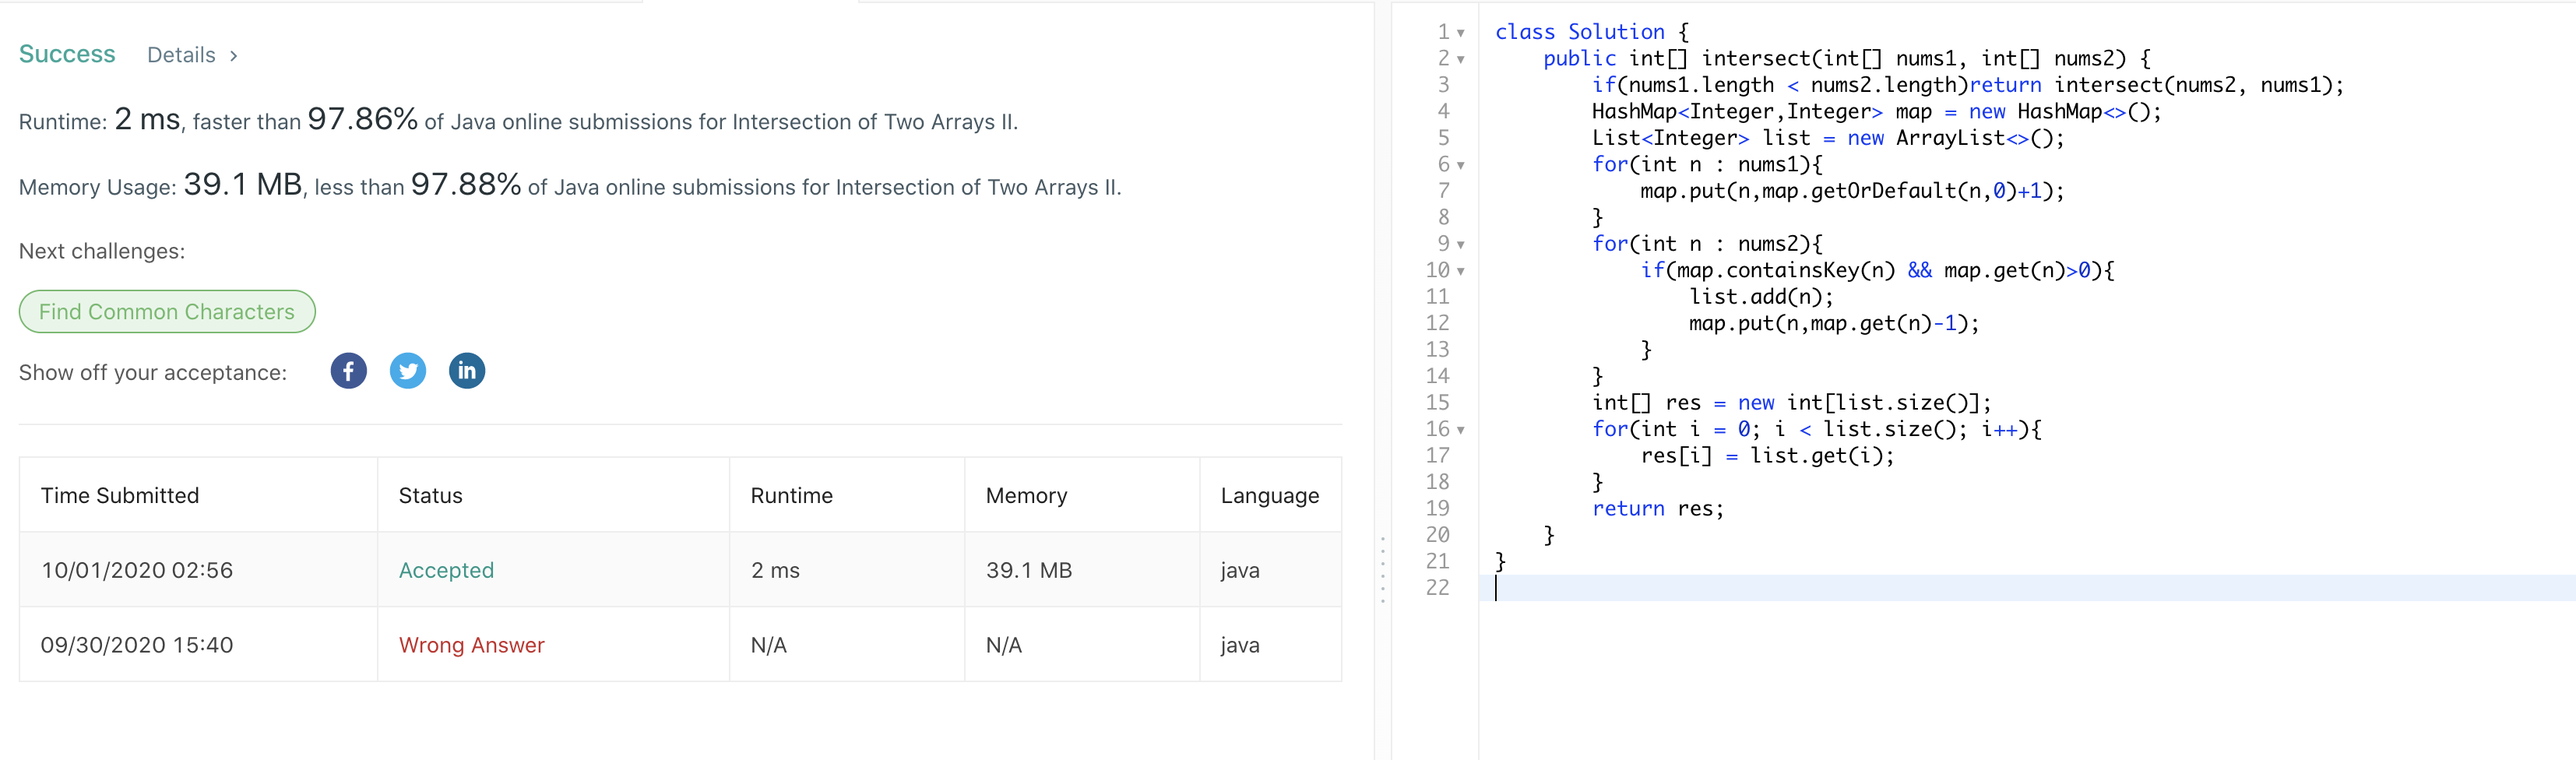 Success Details >
Runtime: 2 ms, faster than 97.86% of Java online submissions for Intersection of Two Arrays II.
Memory Usage: 39.1 MB, less than 97.88% of Java online submissions for Intersection of Two Arrays II.
Next challenges:
Find Common Characters
Show off your acceptance: f in
Time Submitted Status Runtime Memory Language
10/01/2020 02:56 Accepted 2 ms 39.1 MB java
09/30/2020 15:40 Wrong Answer N/A N/A java
1 class Solution {
2     public int[] intersect(int[] nums1, int[] nums2) {
3         if(nums1.length < nums2.length)return intersect(nums2, nums1);
4         HashMap<Integer,Integer> map = new HashMap<>();
5         List<Integer> list = new ArrayList<>();
6         for(int n : nums1){
7             map.put(n,map.getOrDefault(n,0)+1);
8         }
9         for(int n : nums2){
10             if(map.containsKey(n) && map.get(n)>0){
11                 list.add(n);
12                 map.put(n,map.get(n)-1);
13             }
14         }
15         int[] res = new int[list.size()];
16         for(int i = 0; i < list.size(); i++){
17             res[i] = list.get(i);
18         }
19         return res;
20     }
21 }
22